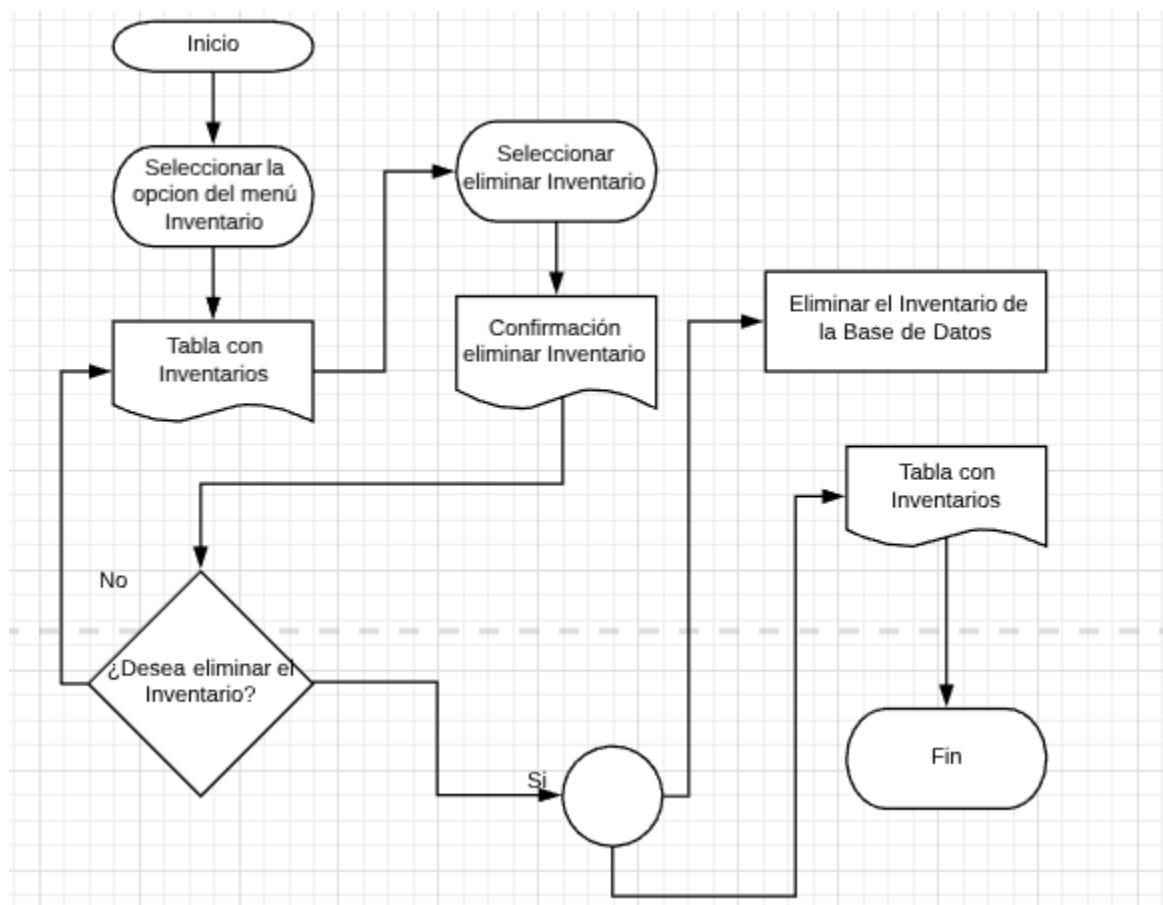 Inicio
Seleccionar la
opcion del menú
Inventario
Tabla con
Inventarios
Seleccionar
eliminar Inventario
Confirmación
eliminar Inventario
No
¿Desea eliminar el
Inventario?
Si
Eliminar el Inventario de
la Base de Datos
Tabla con
Inventarios
Fin